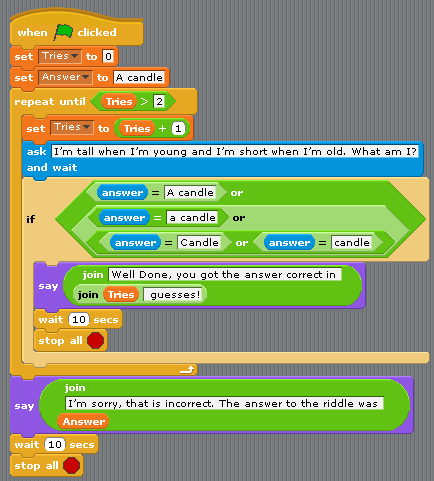 when clicked
set Tries to 0
set Answer to A candle
repeat until Tries > 2
set Tries to Tries + 1
ask I'm tall when I'm young and I'm short when I'm old. What am I?
and wait
answer = A candle or
if
answer = a candle or
answer = Candle or answer = candle
join Well Done, you got the answer correct in
say
join Tries guesses!
wait 10 secs
stop all
join
I'm sorry, that is incorrect. The answer to the riddle was
say
Answer
wait 10 secs
stop all